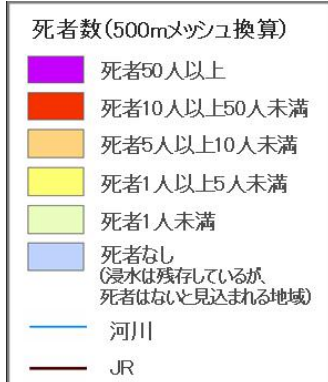 死者数(500mメッシュ換算)
死者50人以上
死者10人以上50人未満
死者5人以上10人未満
死者1人以上5人未満
死者1人未満
死者なし
(浸水は残存しているが、
死者はないと見込まれる地域)
河川
JR